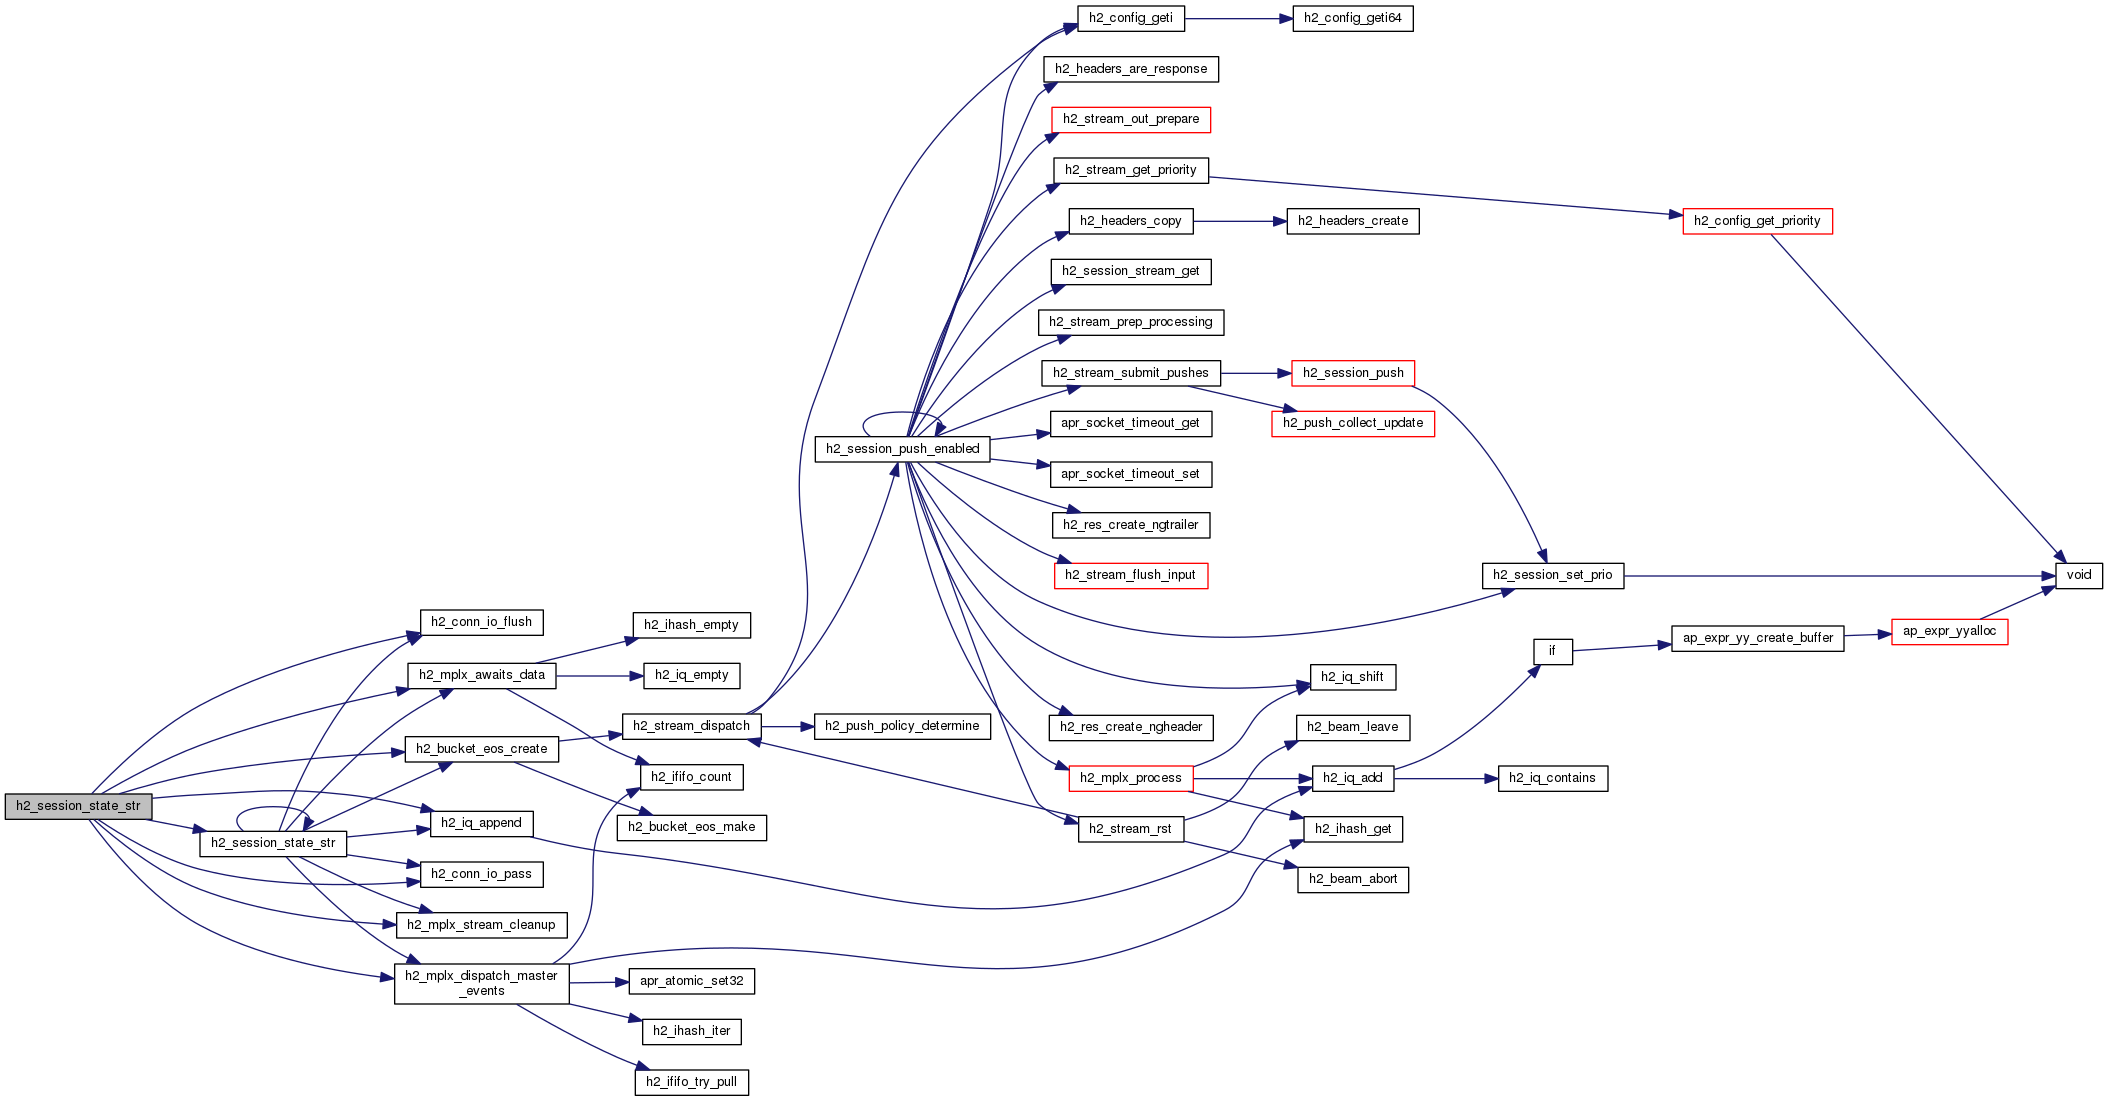 h2_config_geti
h2_config_geti64
h2_headers_are_response
h2_stream_out_prepare
h2_stream_get_priority
h2_headers_copy
h2_headers_create
h2_config_get_priority
h2_session_stream_get
h2_stream_prep_processing
h2_stream_submit_pushes
h2_session_push
apr_socket_timeout_get
h2_push_collect_update
h2_session_push_enabled
apr_socket_timeout_set
h2_res_create_ngtrailer
h2_stream_flush_input
h2_session_set_prio
void
h2_conn_io_flush
h2_ihash_empty
ap_expr_yy_create_buffer
ap_expr_yyalloc
if
h2_mplx_awaits_data
h2_iq_empty
h2_iq_shift
h2_stream_dispatch
h2_push_policy_determine
h2_res_create_ngheader
h2_beam_leave
h2_bucket_eos_create
h2_ififo_count
h2_mplx_process
h2_iq_add
h2_iq_contains
h2_session_state_str
h2_iq_append
h2_bucket_eos_make
h2_stream_rst
h2_ihash_get
h2_session_state_str
h2_conn_io_pass
h2_beam_abort
h2_mplx_stream_cleanup
h2_mplx_dispatch_master
_events
apr_atomic_set32
h2_ihash_iter
h2_ififo_try_pull